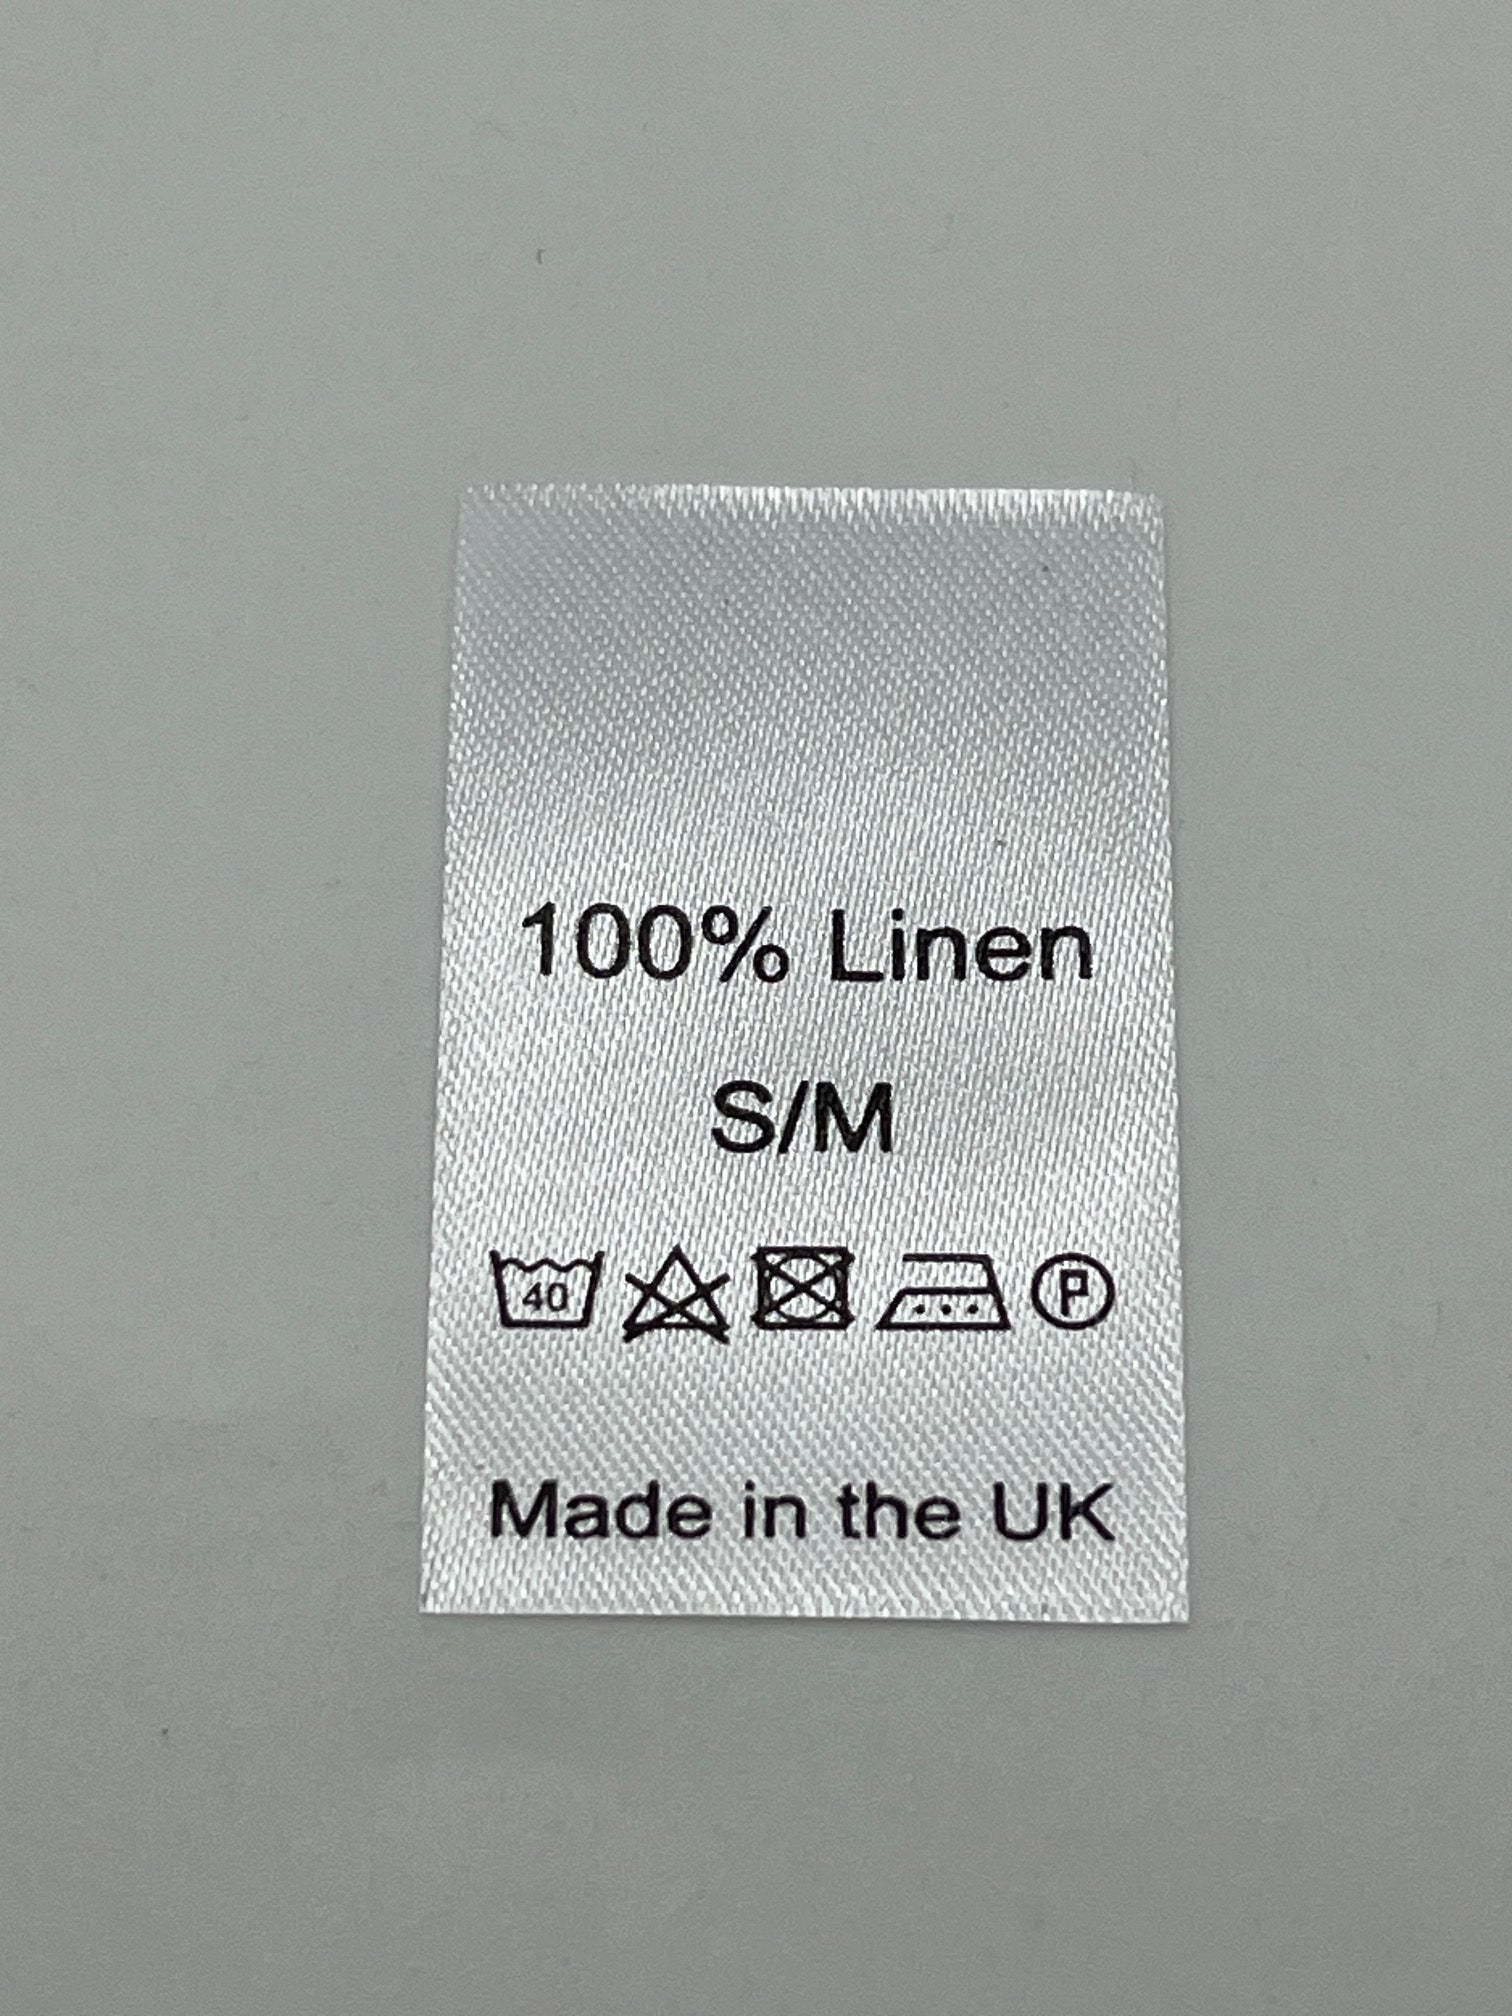 100% Linen
S/M
40 P
Made in the UK